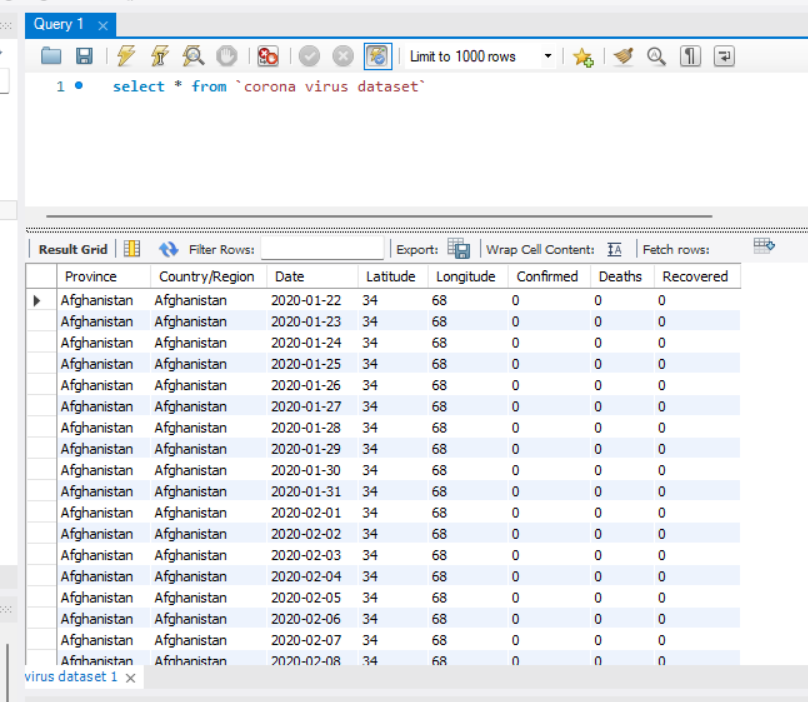 Query 1
Limit to 1000 rows
1 select * from `corona virus dataset`
Result Grid Filter Rows: Export: Wrap Cell Content: Fetch rows:
Province Country/Region Date Latitude Longitude Confirmed Deaths Recovered
Afghanistan Afghanistan 2020-01-22 34 68 0 0 0
Afghanistan Afghanistan 2020-01-23 34 68 0 0 0
Afghanistan Afghanistan 2020-01-24 34 68 0 0 0
Afghanistan Afghanistan 2020-01-25 34 68 0 0 0
Afghanistan Afghanistan 2020-01-26 34 68 0 0 0
Afghanistan Afghanistan 2020-01-27 34 68 0 0 0
Afghanistan Afghanistan 2020-01-28 34 68 0 0 0
Afghanistan Afghanistan 2020-01-29 34 68 0 0 0
Afghanistan Afghanistan 2020-01-30 34 68 0 0 0
Afghanistan Afghanistan 2020-01-31 34 68 0 0 0
Afghanistan Afghanistan 2020-02-01 34 68 0 0 0
Afghanistan Afghanistan 2020-02-02 34 68 0 0 0
Afghanistan Afghanistan 2020-02-03 34 68 0 0 0
Afghanistan Afghanistan 2020-02-04 34 68 0 0 0
Afghanistan Afghanistan 2020-02-05 34 68 0 0 0
Afghanistan Afghanistan 2020-02-06 34 68 0 0 0
Afghanistan Afghanistan 2020-02-07 34 68 0 0 0
Afghanistan Afghanistan 2020-02-08 34 68 0 0 0
virus dataset 1